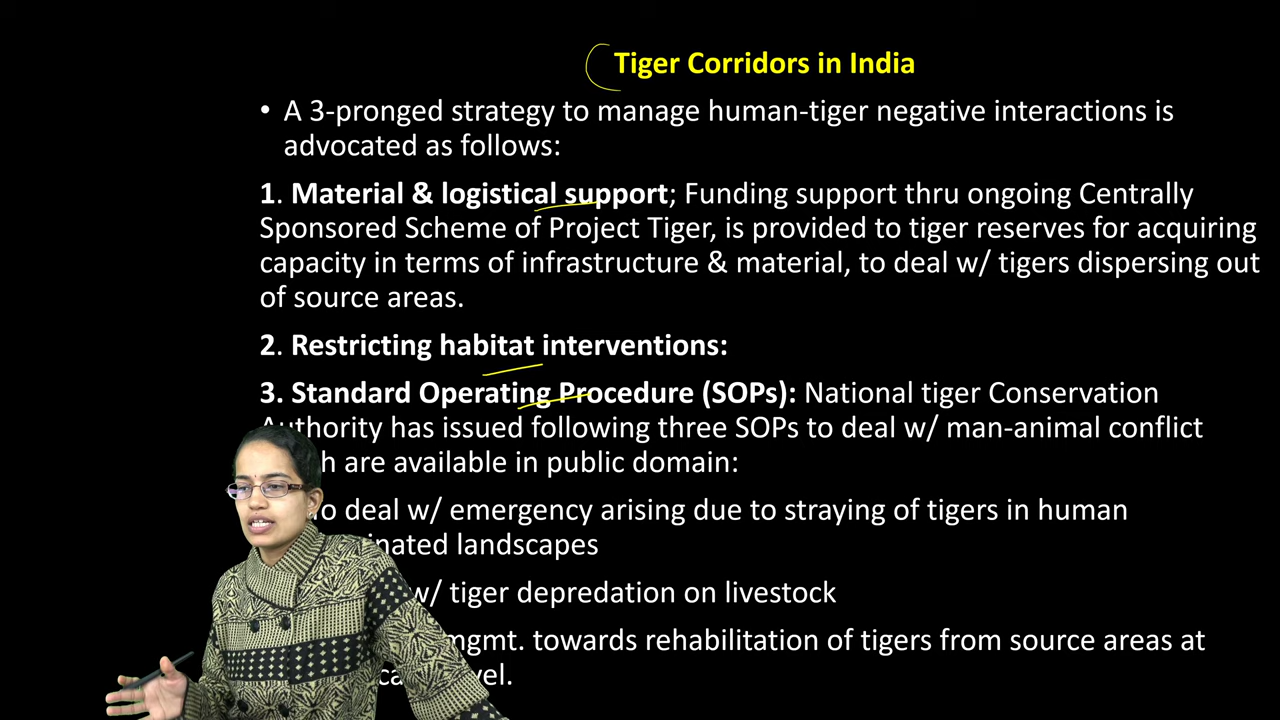 Tiger Corridors in India
• A 3-pronged strategy to manage human-tiger negative interactions is
advocated as follows:
1. Material & logistical support; Funding support thru ongoing Centrally
Sponsored Scheme of Project Tiger, is provided to tiger reserves for acquiring
capacity in terms of infrastructure & material, to deal w/ tigers dispersing out
of source areas.
2. Restricting habitat interventions:
3. Standard Operating Procedure (SOPs): National tiger Conservation
Authority has issued following three SOPs to deal w/ man-animal conflict
are available in public domain:
deal w/ emergency arising due to straying of tigers in human
landscapes
w/ tiger depredation on livestock
mgmt. towards rehabilitation of tigers from source areas at